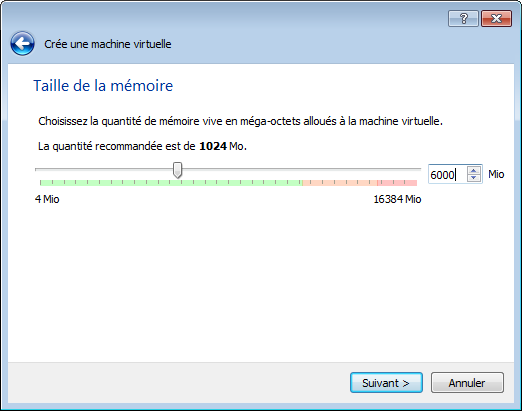 Crée une machine virtuelle
Taille de la mémoire
Choisissez la quantité de mémoire vive en méga-octets alloués à la machine virtuelle.
La quantité recommandée est de 1024 Mo.
6000 Mio
4 Mio 16384 Mio
Suivant > Annuler